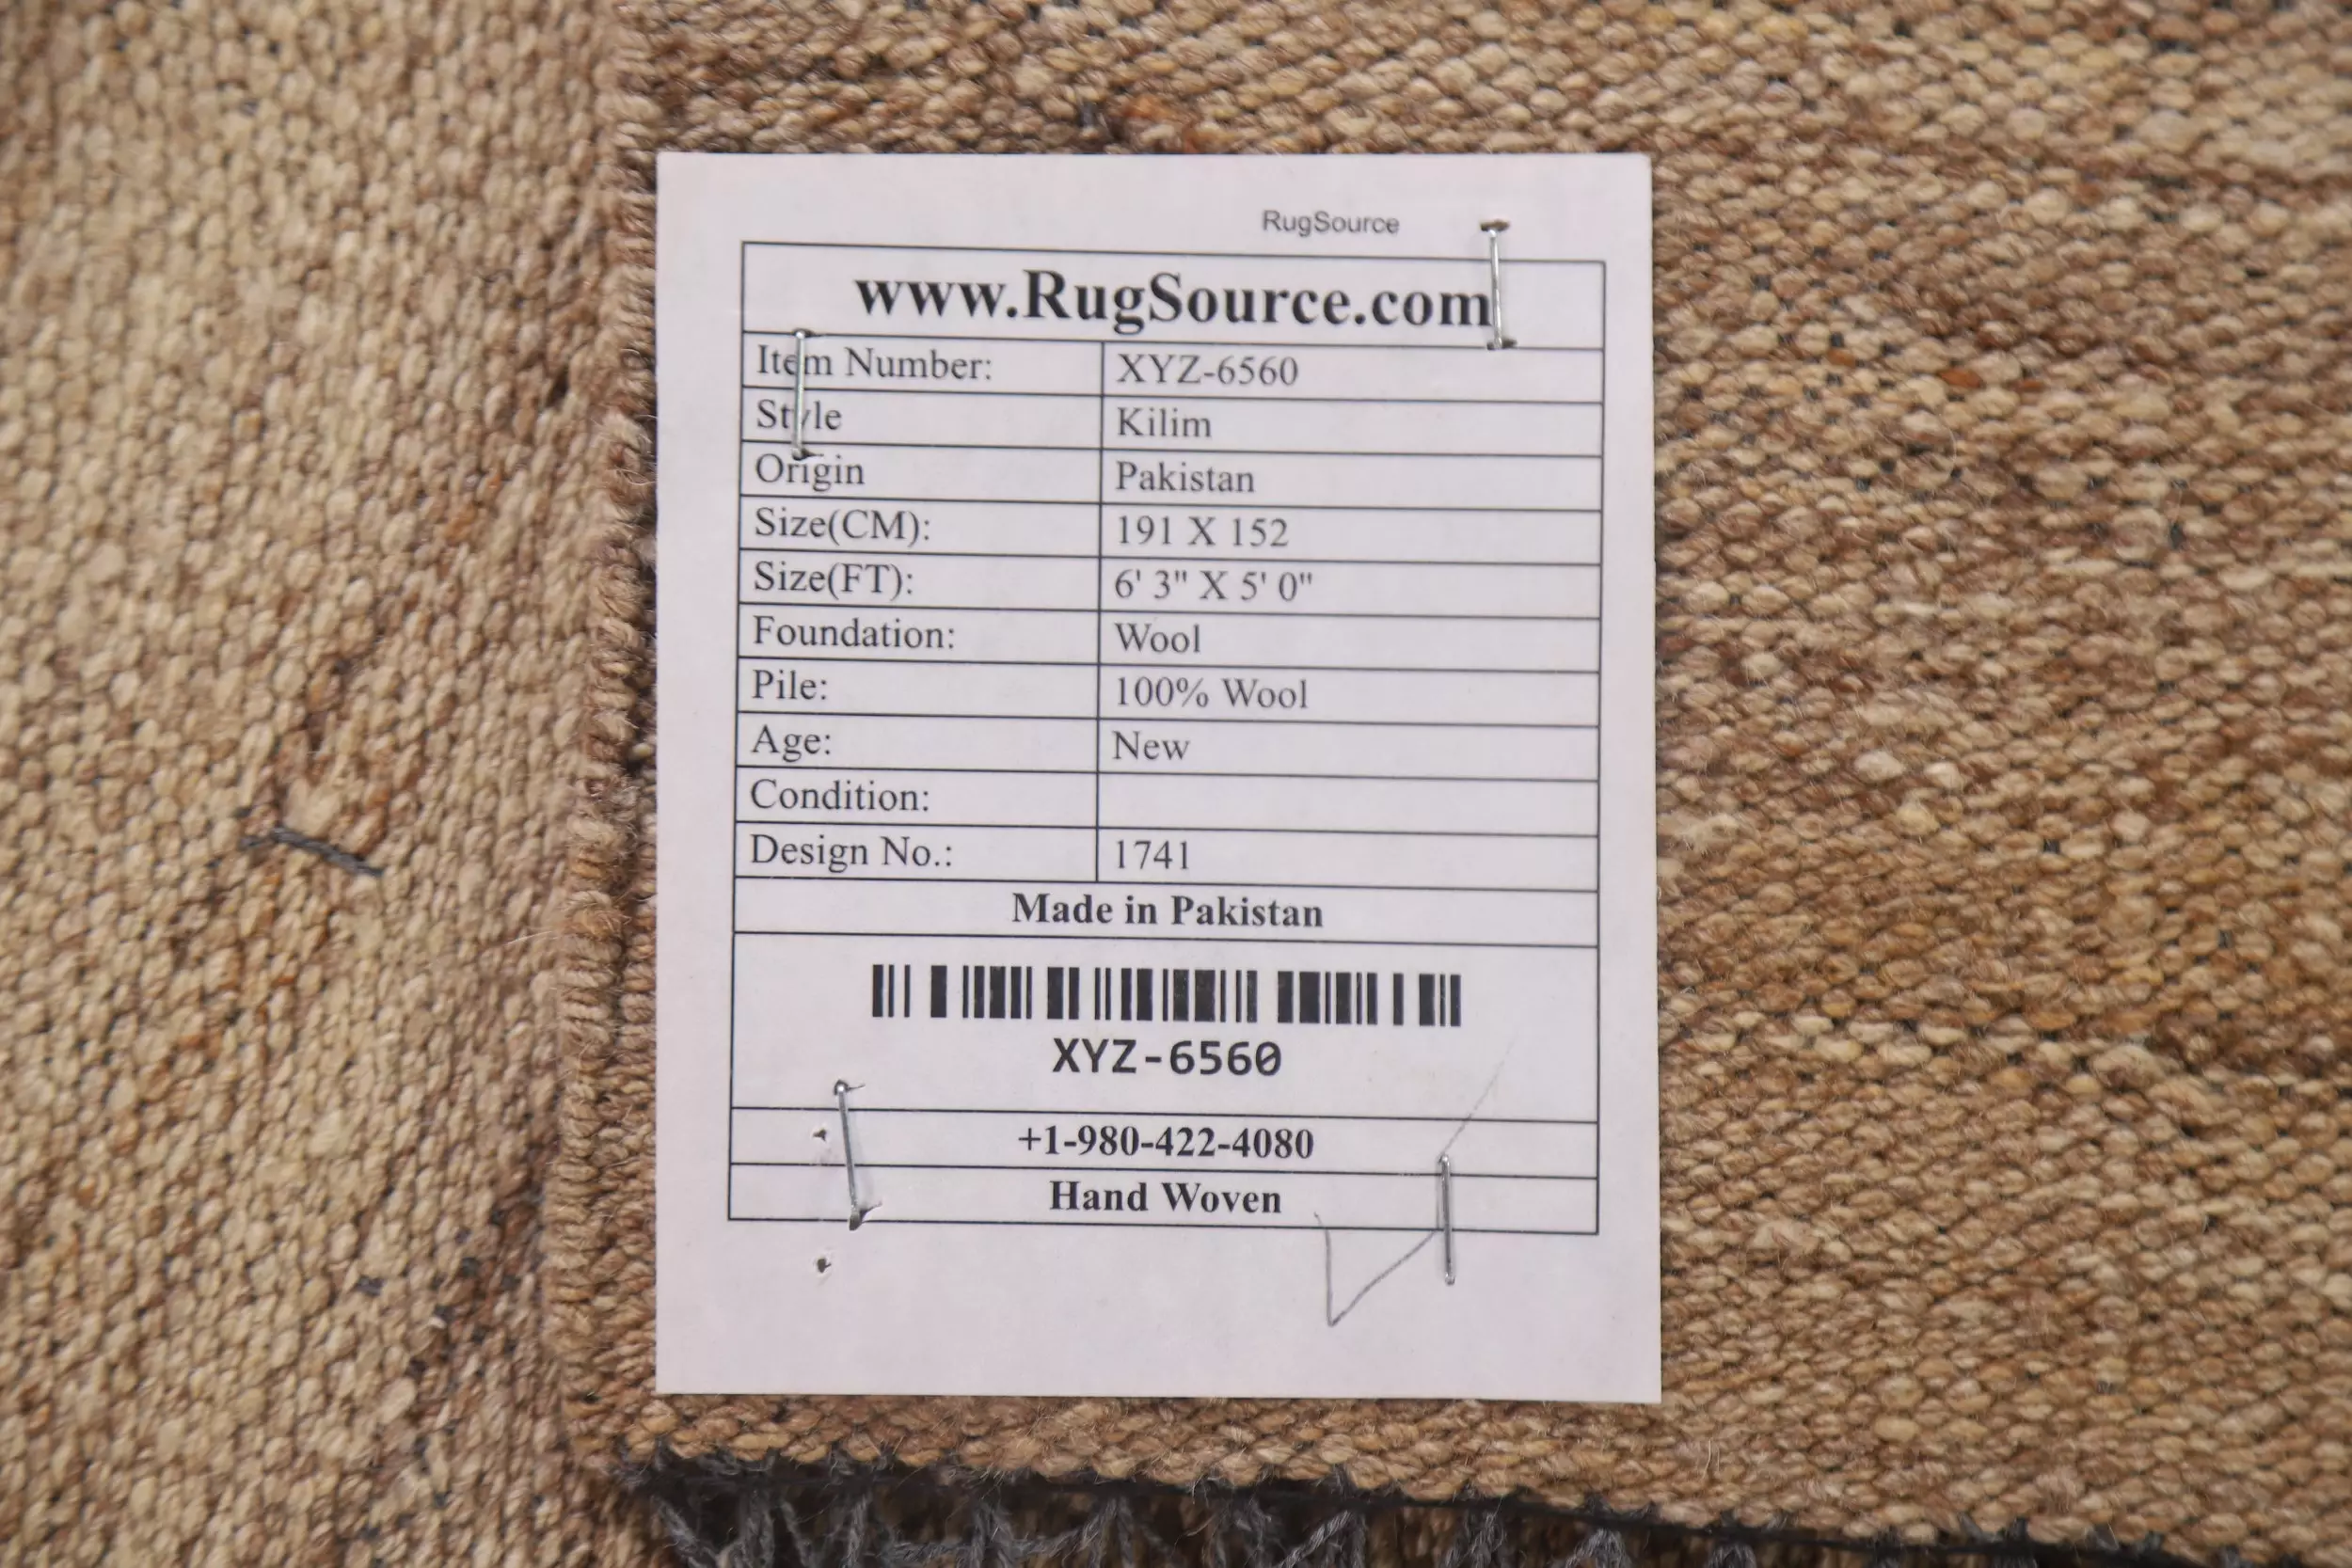 RugSource
www.RugSource.com
Item Number: XYZ-6560
Style Kilim
Origin Pakistan
Size(CM): 191 X 152
Size(FT): 6' 3" X 5' 0"
Foundation: Wool
Pile: 100% Wool
Age: New
Condition:
Design No.: 1741
Made in Pakistan
XYZ-6560
+1-980-422-4080
Hand Woven